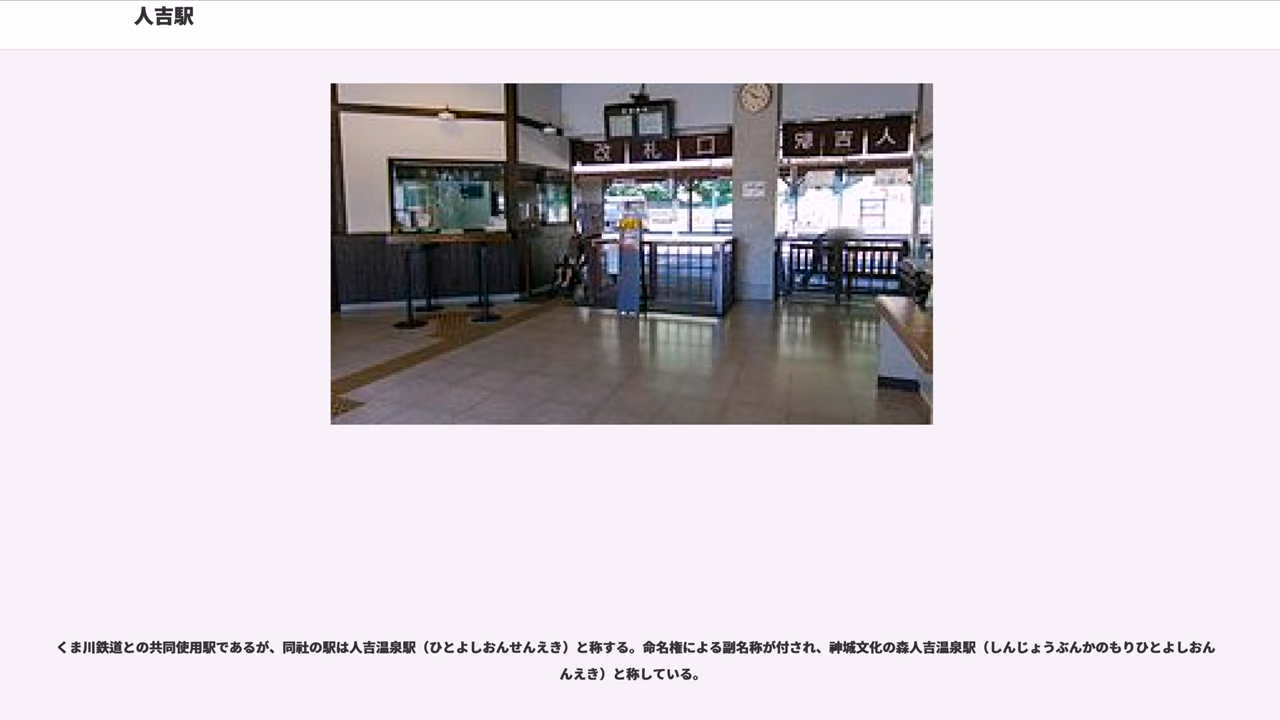 人吉駅
改札口
駅吉人
くま川鉄道との共同使用駅であるが、同社の駅は人吉温泉駅（ひとよしおんせんえき）と称する。命名権による副名称が付され、神城文化の森人吉温泉駅（しんじょうぶんかのもりひとよしおん
んえき）と称している。